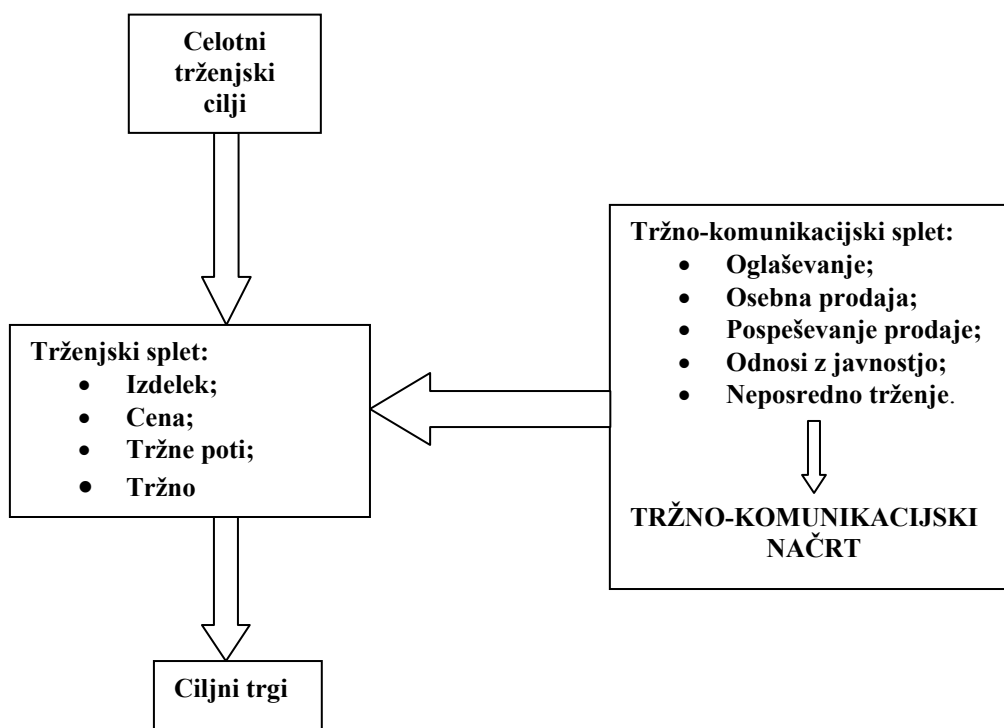 Celotni
trženjski
cilji
Tržno-komunikacijski splet:
• Oglaševanje;
• Osebna prodaja;
• Pospeševanje prodaje;
• Odnosi z javnostjo;
• Neposredno trženje.
TRŽNO-KOMUNIKACIJSKI
NAČRT
Trženjski splet:
• Izdelek;
• Cena;
• Tržne poti;
• Tržno
Ciljni trgi